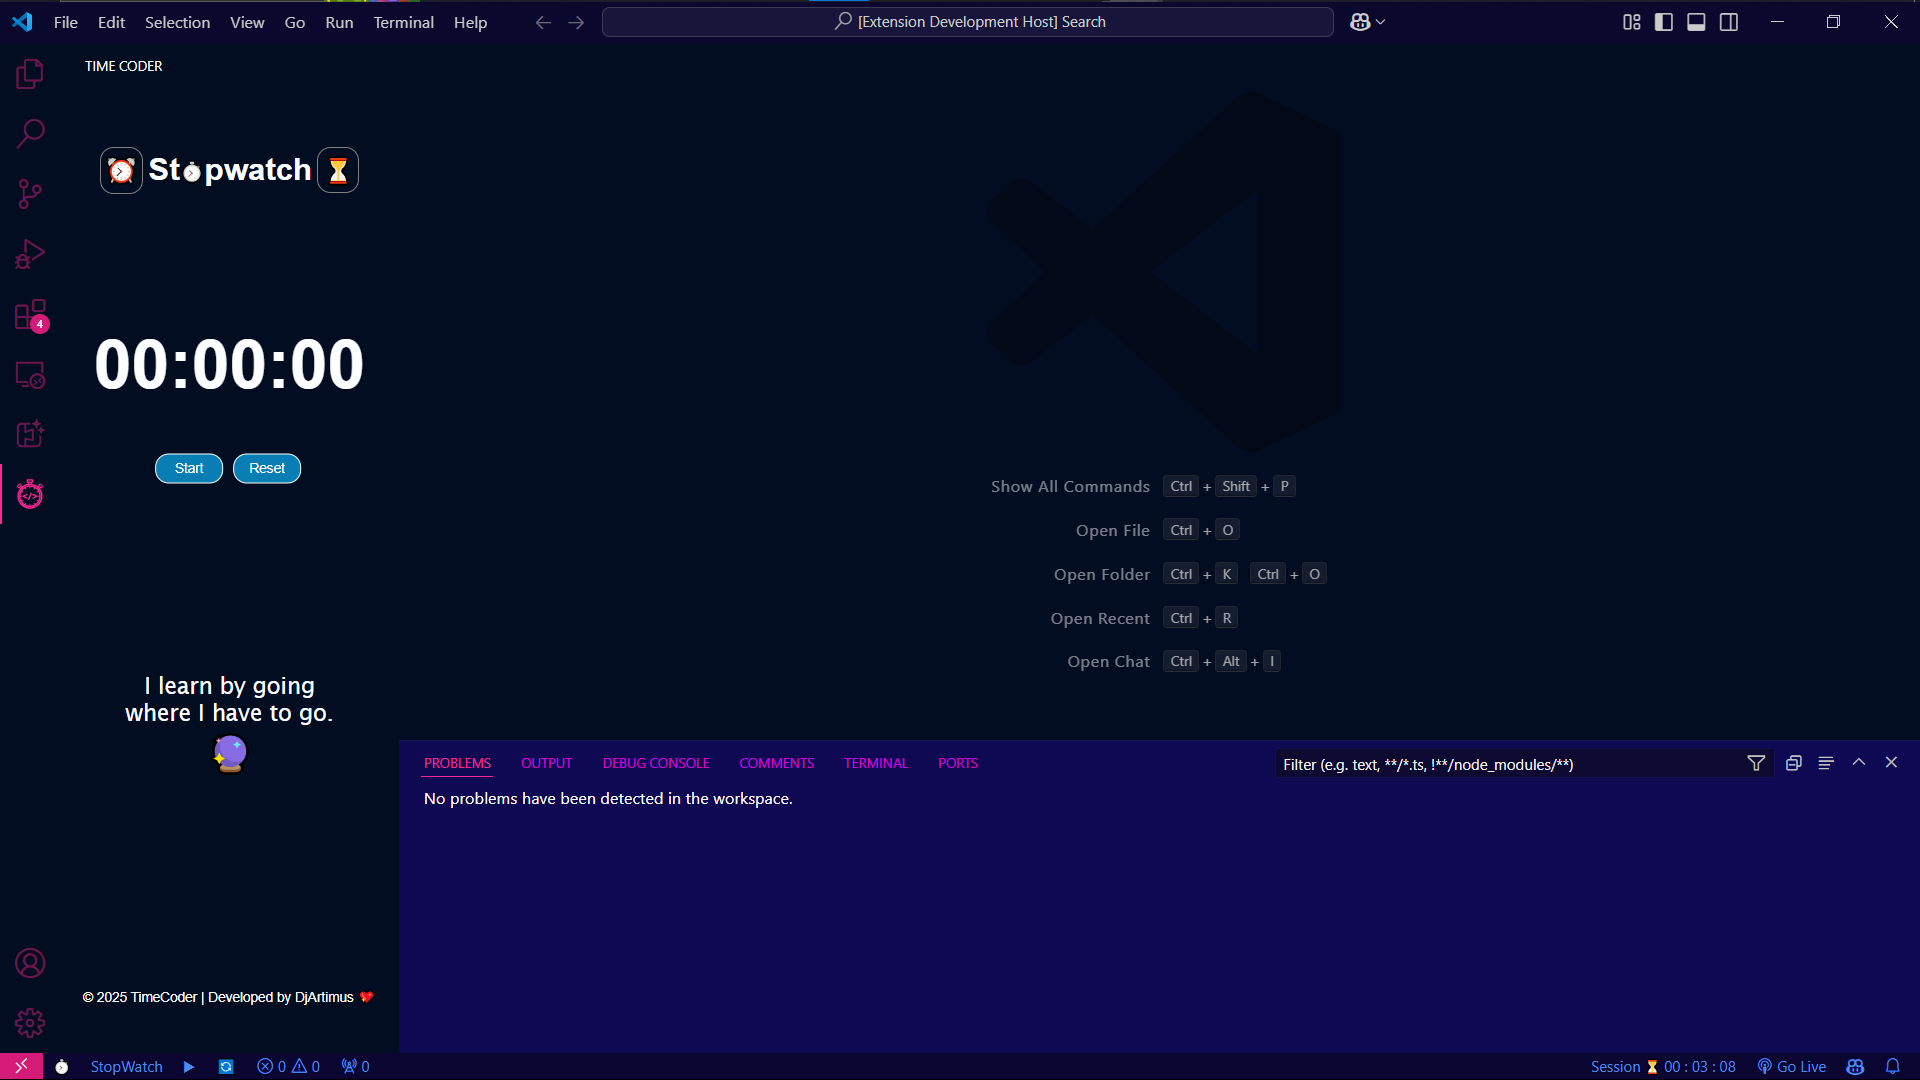 File Edit Selection View Go Run Terminal Help
[Extension Development Host] Search
TIME CODER
St⏱pwatch
00:00:00
Start Reset
I learn by going
where I have to go.
© 2025 TimeCoder | Developed by DjArtimus
4
Show All Commands Ctrl + Shift + P
Open File Ctrl + O
Open Folder Ctrl + K Ctrl + O
Open Recent Ctrl + R
Open Chat Ctrl + Alt + I
PROBLEMS OUTPUT DEBUG CONSOLE COMMENTS TERMINAL PORTS
Filter (e.g. text, **/*.ts, !**/node_modules/**)
No problems have been detected in the workspace.
StopWatch 0 0 0
Session ⏳ 00 : 03 : 08 Go Live